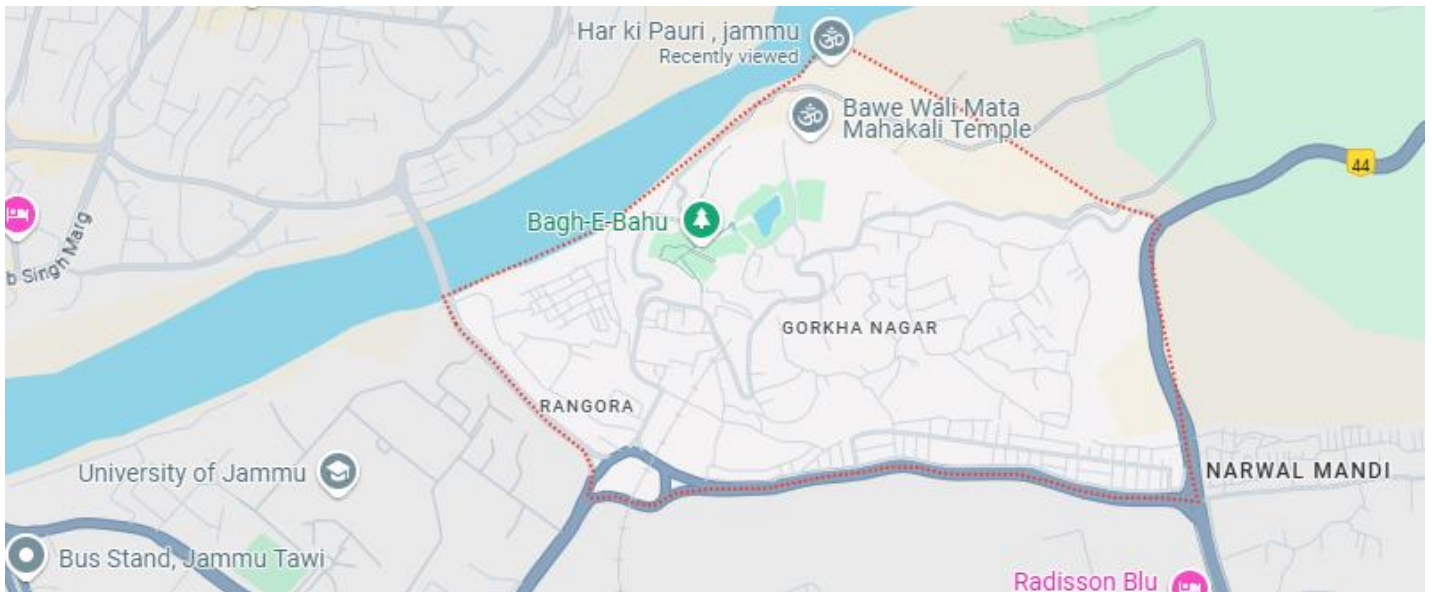 Har ki Pauri , jammu
Recently viewed
Bawe Wali Mata
Mahakali Temple
44
Bagh-E-Bahu
b Singh Marg
GORKHA NAGAR
RANGORA
University of Jammu
NARWAL MANDI
Bus Stand, Jammu Tawi
Radisson Blu